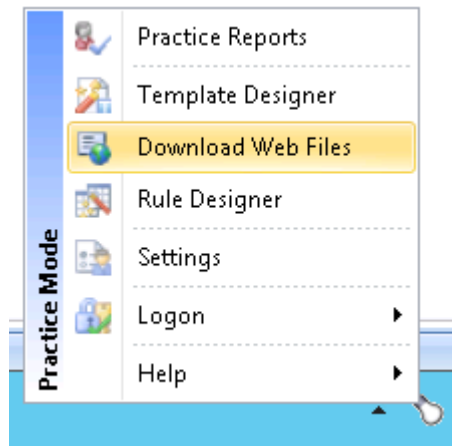 Practice Mode
Practice Reports
Template Designer
Download Web Files
Rule Designer
Settings
Logon
Help